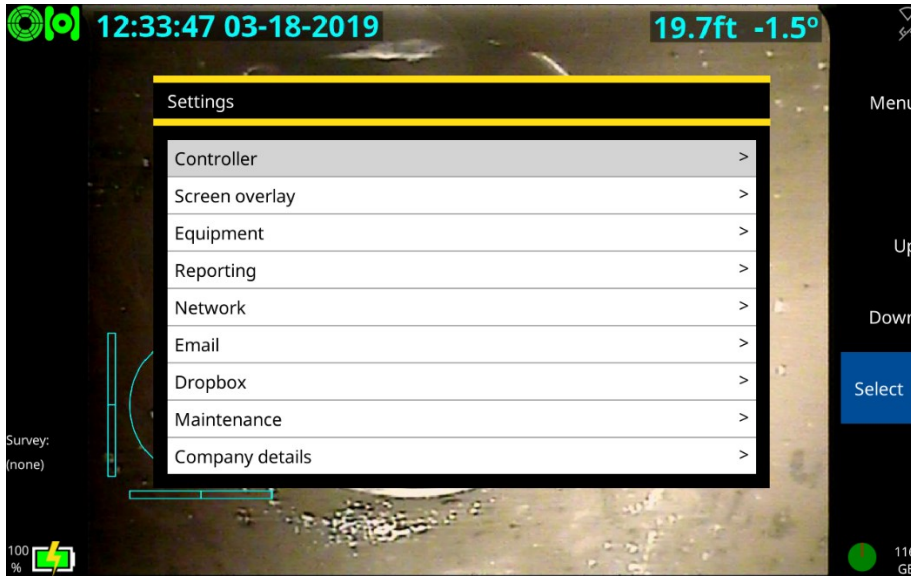 12:33:47 03-18-2019
19.7ft -1.5º
Settings
Controller >
Screen overlay >
Equipment >
Reporting >
Network >
Email >
Dropbox >
Maintenance >
Company details >
Select
Survey:
(none)
100
%